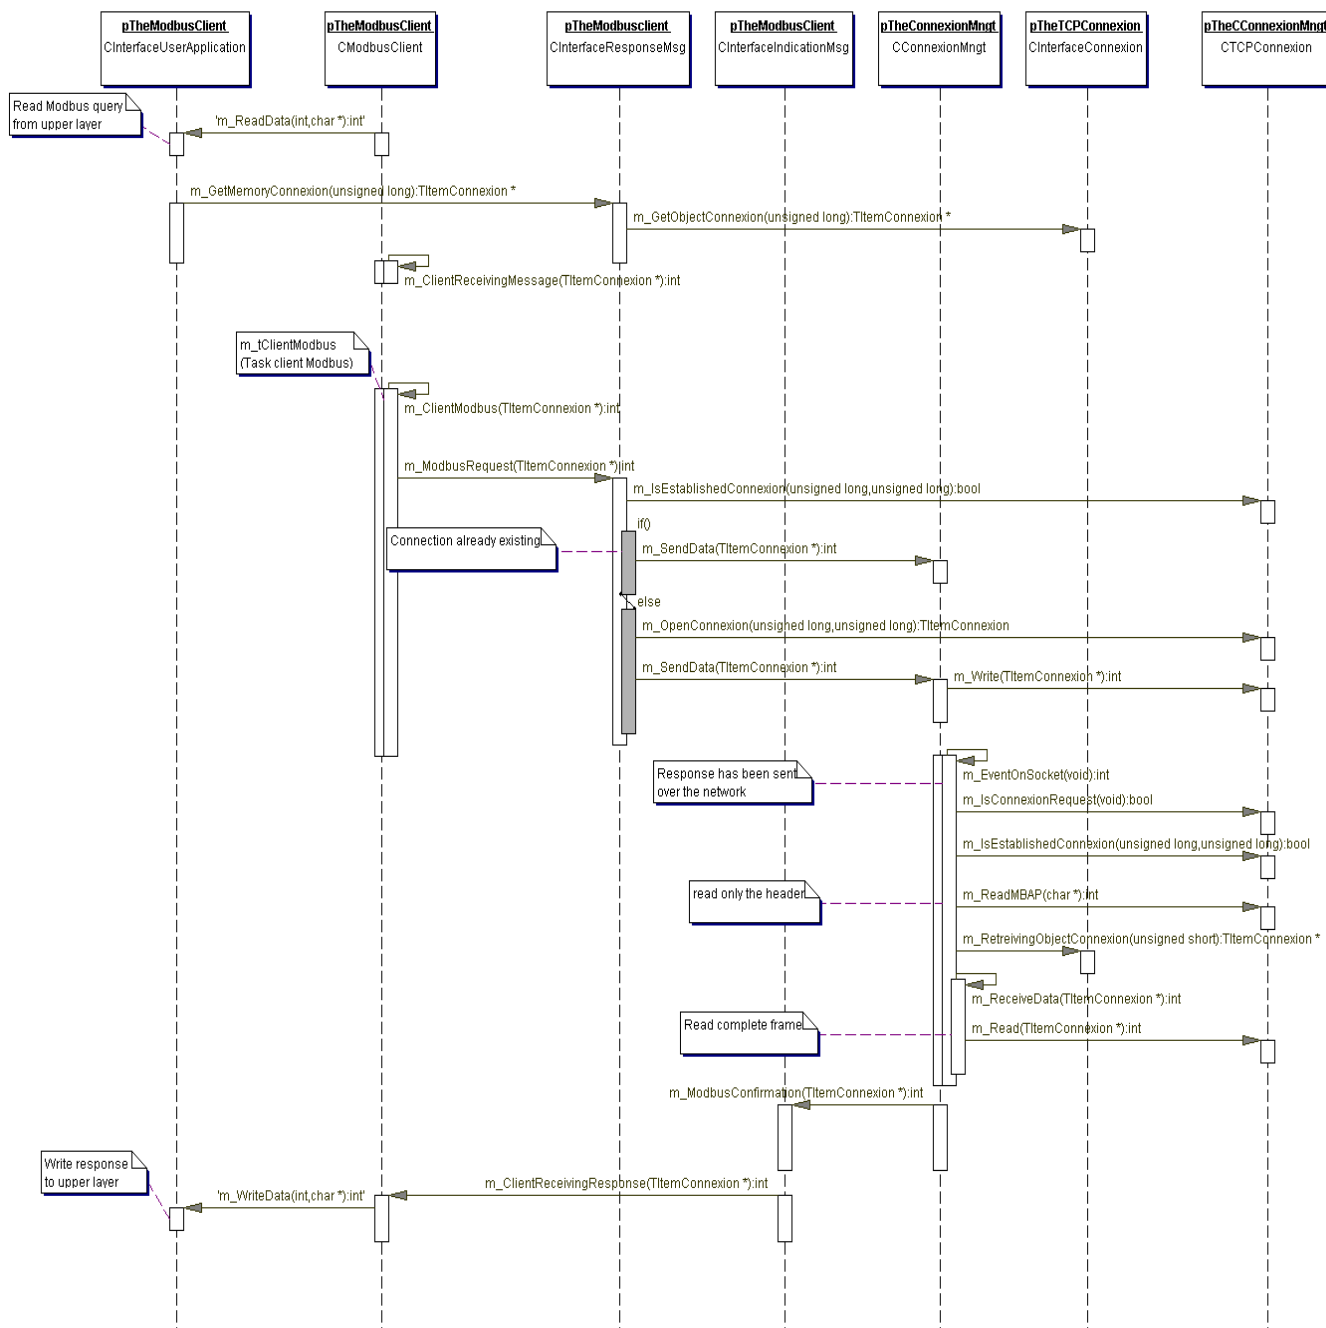 pTheModbusClient
CInterfaceUserApplication
pTheModbusClient
CModbusClient
pTheModbusclient
CInterfaceResponseMsg
pTheModbusClient
CInterfaceIndicationMsg
pTheConnexionMngt
CConnexionMngt
pTheTCPConnexion
CInterfaceConnexion
pTheCConnexionMngt
CTCPConnexion
Read Modbus query
from upper layer
'm_ReadData(int,char *):int'
m_GetMemoryConnexion(unsigned long):TItemConnexion *
m_GetObjectConnexion(unsigned long):TItemConnexion *
m_ClientReceivingMessage(TItemConnexion *):int
m_tClientModbus
(Task client Modbus)
m_ClientModbus(TItemConnexion *):int
m_ModbusRequest(TItemConnexion *):int
m_IsEstablishedConnexion(unsigned long,unsigned long):bool
if()
Connection already existing
m_SendData(TItemConnexion *):int
else
m_OpenConnexion(unsigned long,unsigned long):TItemConnexion
m_SendData(TItemConnexion *):int
m_Write(TItemConnexion *):int
Response has been sent
over the network
m_EventOnSocket(void):int
m_IsConnexionRequest(void):bool
m_IsEstablishedConnexion(unsigned long,unsigned long):bool
read only the header
m_ReadMBAP(char *):int
m_RetreivingObjectConnexion(unsigned short):TItemConnexion *
m_ReceiveData(TItemConnexion *):int
Read complete frame
m_Read(TItemConnexion *):int
m_ModbusConfirmation(TItemConnexion *):int
Write response
to upper layer
m_ClientReceivingResponse(TItemConnexion *):int
'm_WriteData(int,char *):int'